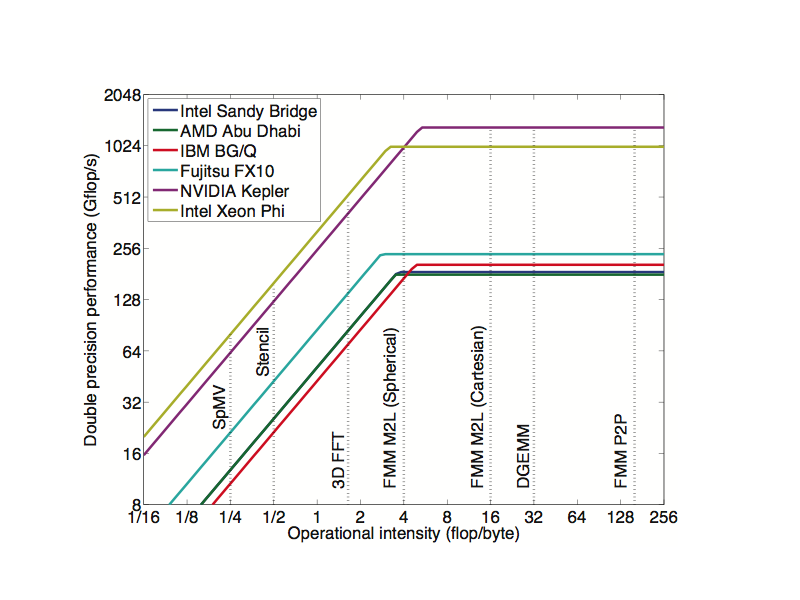 2048
1024
512
256
128
64
32
16
8
Double precision performance (Gflop/s)
Intel Sandy Bridge
AMD Abu Dhabi
IBM BG/Q
Fujitsu FX10
NVIDIA Kepler
Intel Xeon Phi
SpMV
Stencil
3D FFT
FMM M2L (Spherical)
FMM M2L (Cartesian)
DGEMM
FMM P2P
1/16 1/8 1/4 1/2 1 2 4 8 16 32 64 128 256
Operational intensity (flop/byte)